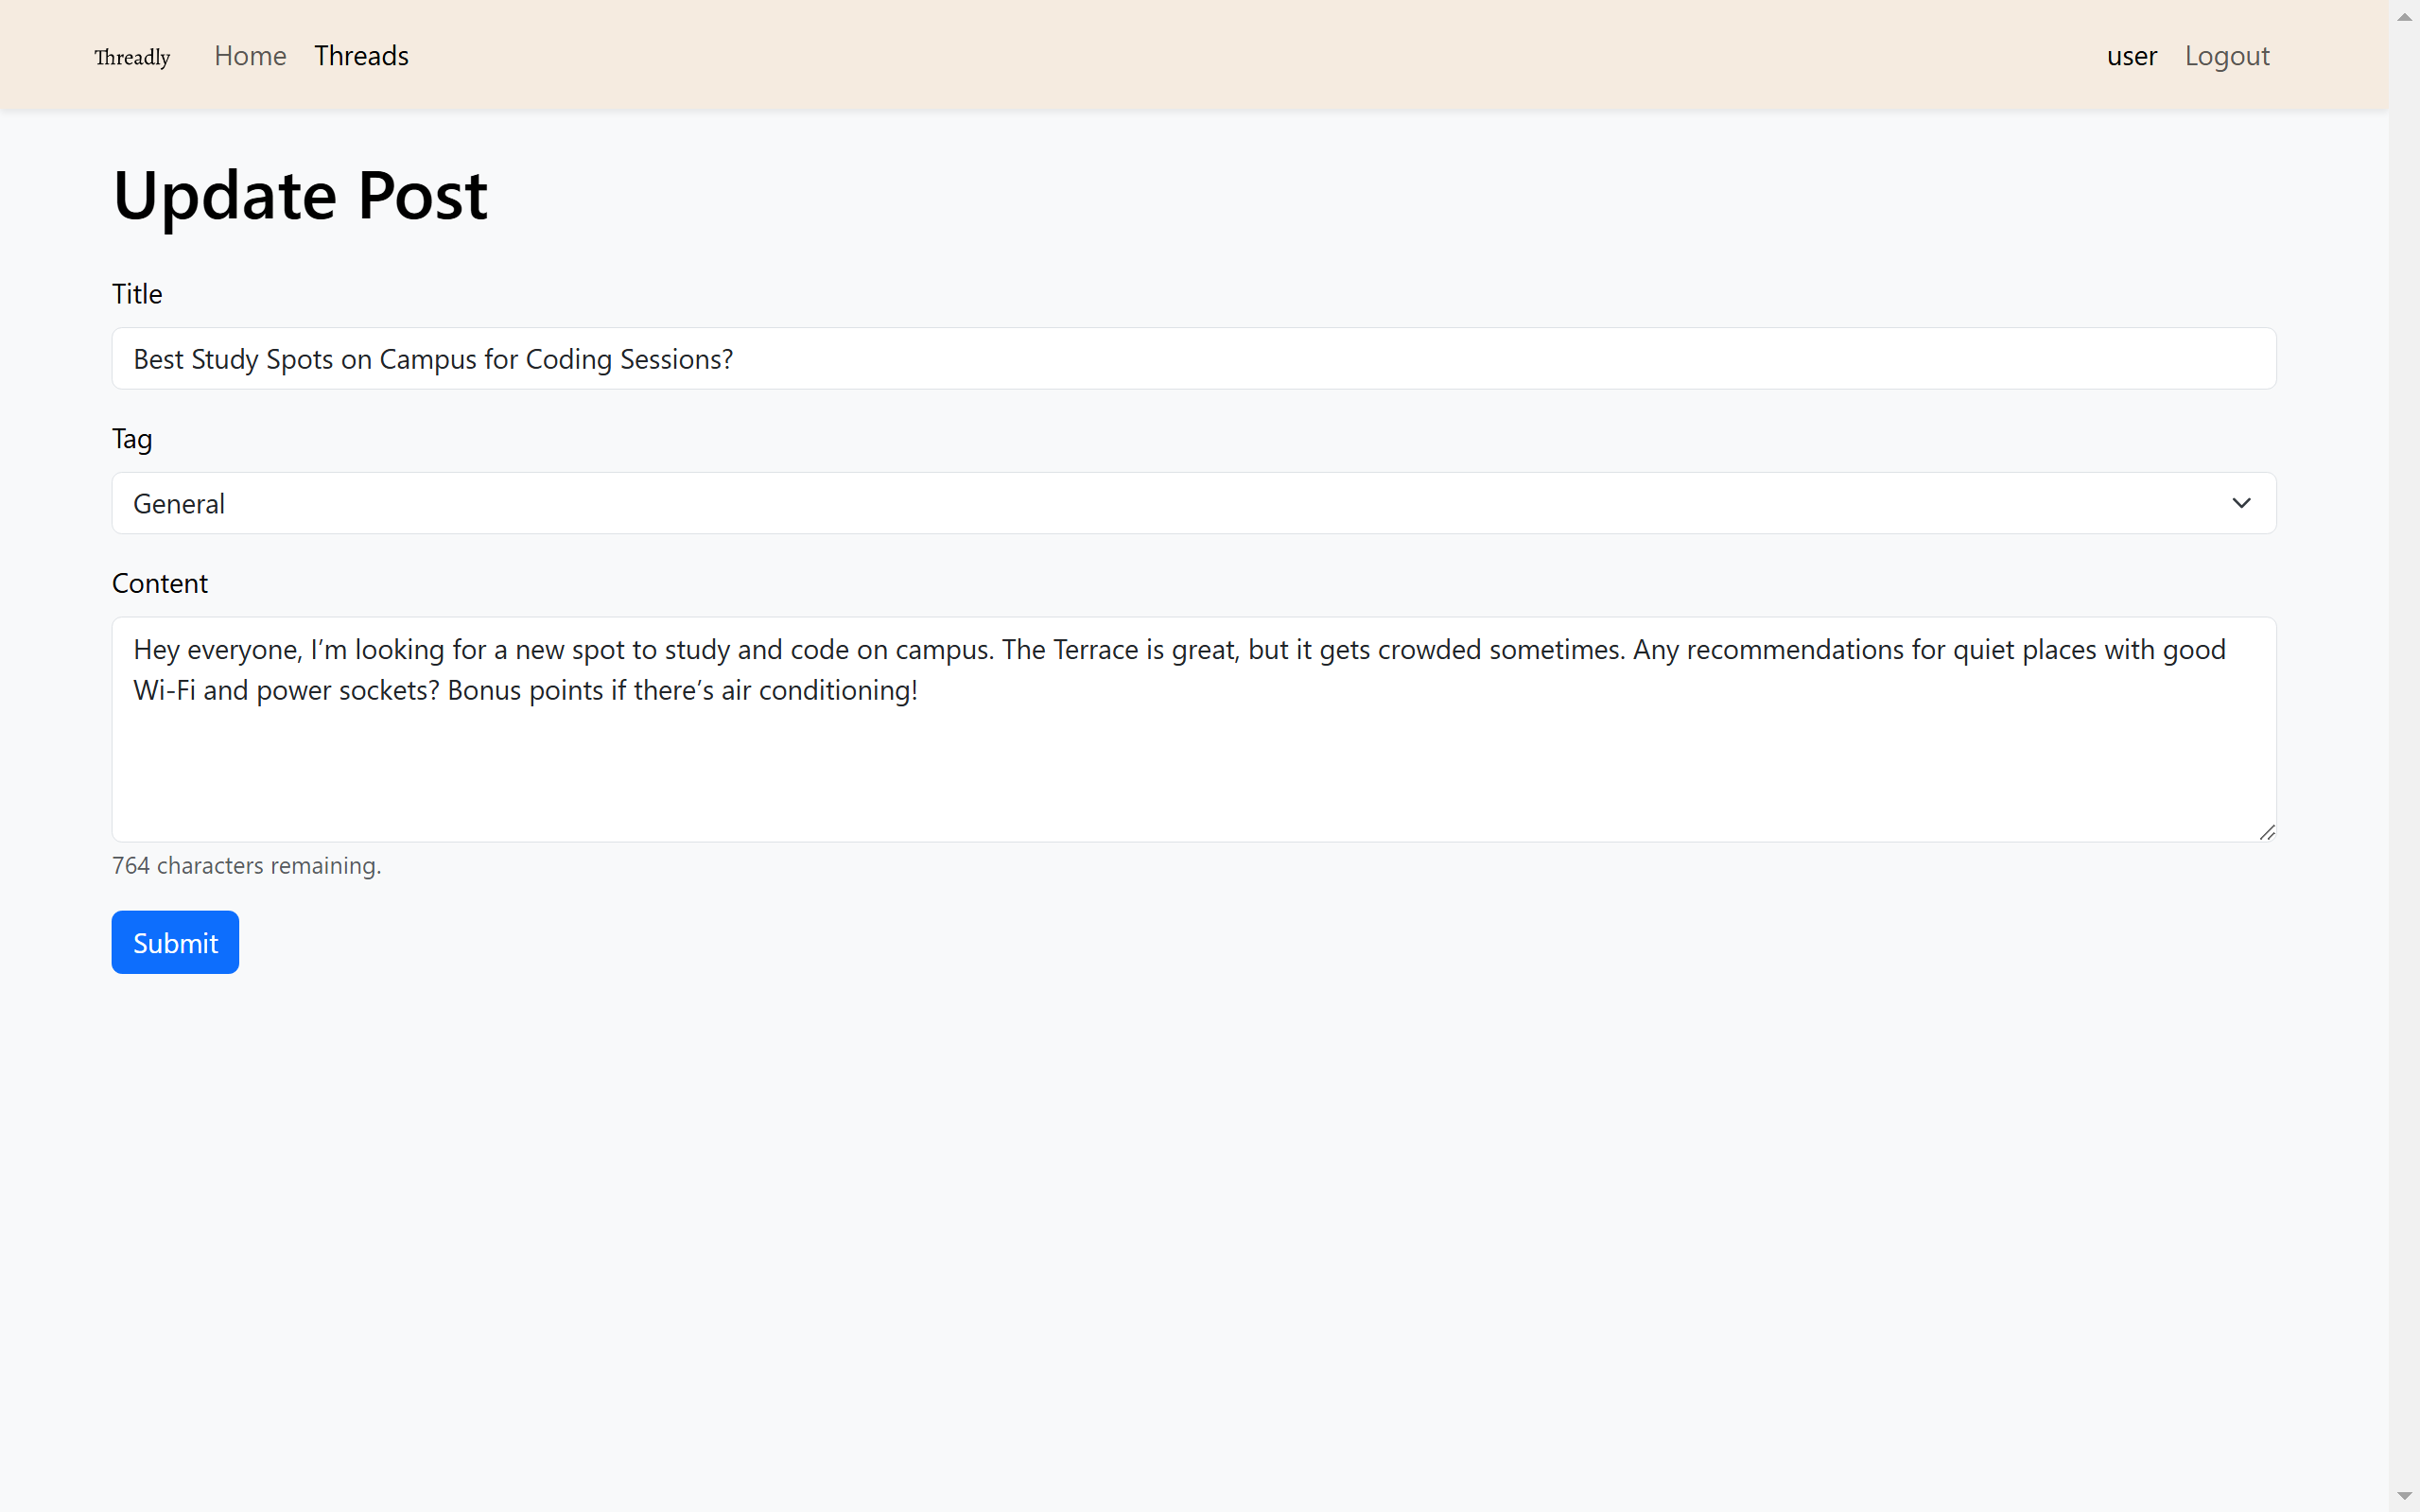 Threadly Home Threads user Logout
Update Post
Title
Best Study Spots on Campus for Coding Sessions?
Tag
General
Content
Hey everyone, I’m looking for a new spot to study and code on campus. The Terrace is great, but it gets crowded sometimes. Any recommendations for quiet places with good
Wi-Fi and power sockets? Bonus points if there’s air conditioning!
764 characters remaining.
Submit